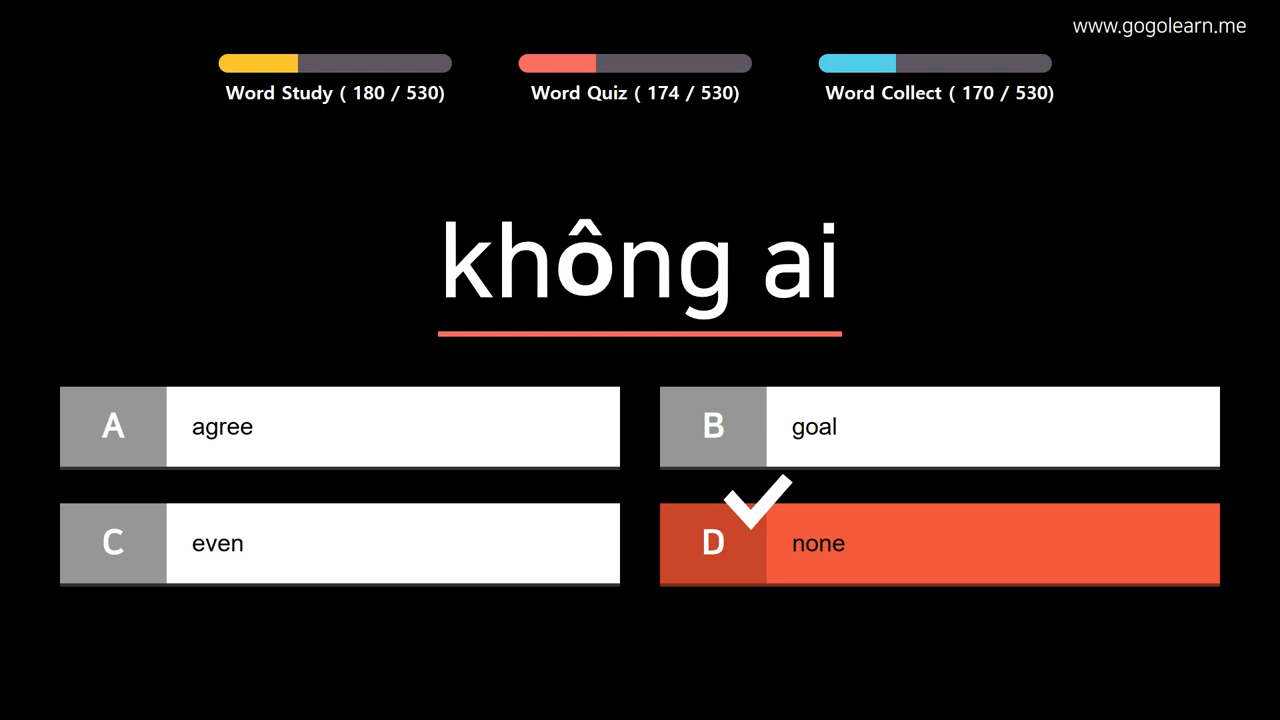 www.gogolearn.me
Word Study ( 180 / 530)
Word Quiz ( 174 / 530)
Word Collect ( 170 / 530)
không ai
A agree
B goal
C even
D none